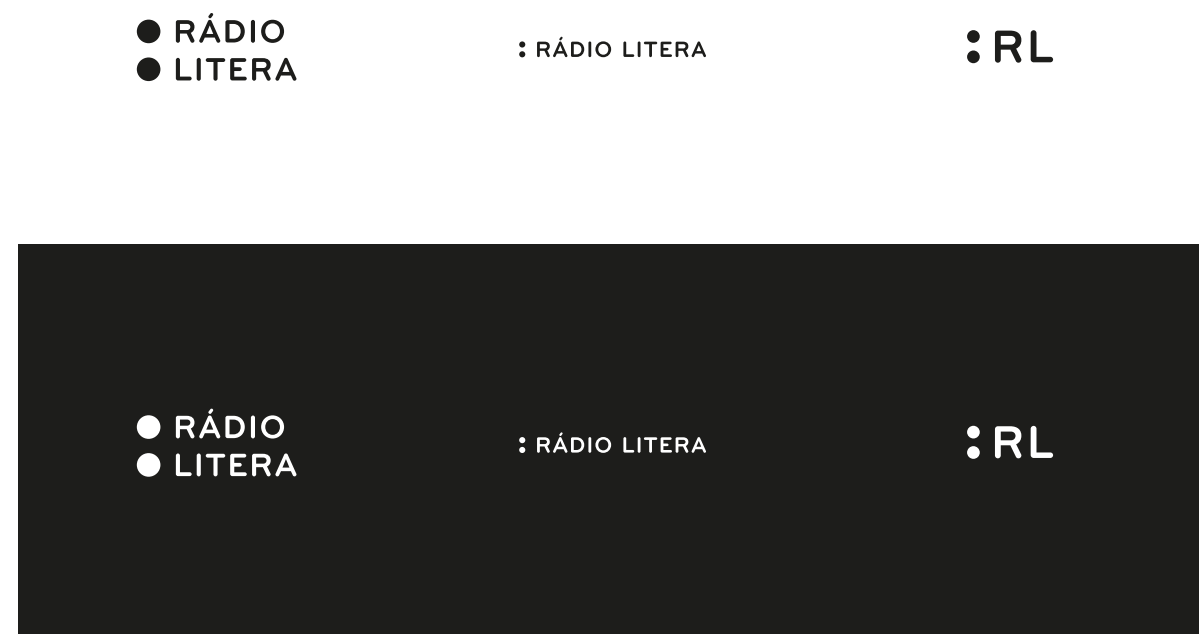 RÁDIO
LITERA
: RÁDIO LITERA
: RL
RÁDIO
LITERA
: RÁDIO LITERA
: RL